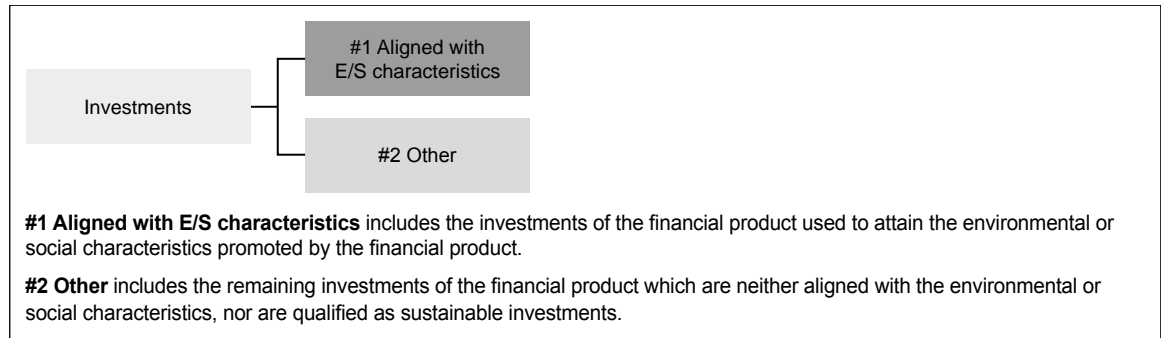 #1 Aligned with
E/S characteristics
Investments
#2 Other
#1 Aligned with E/S characteristics includes the investments of the financial product used to attain the environmental or
social characteristics promoted by the financial product.
#2 Other includes the remaining investments of the financial product which are neither aligned with the environmental or
social characteristics, nor are qualified as sustainable investments.